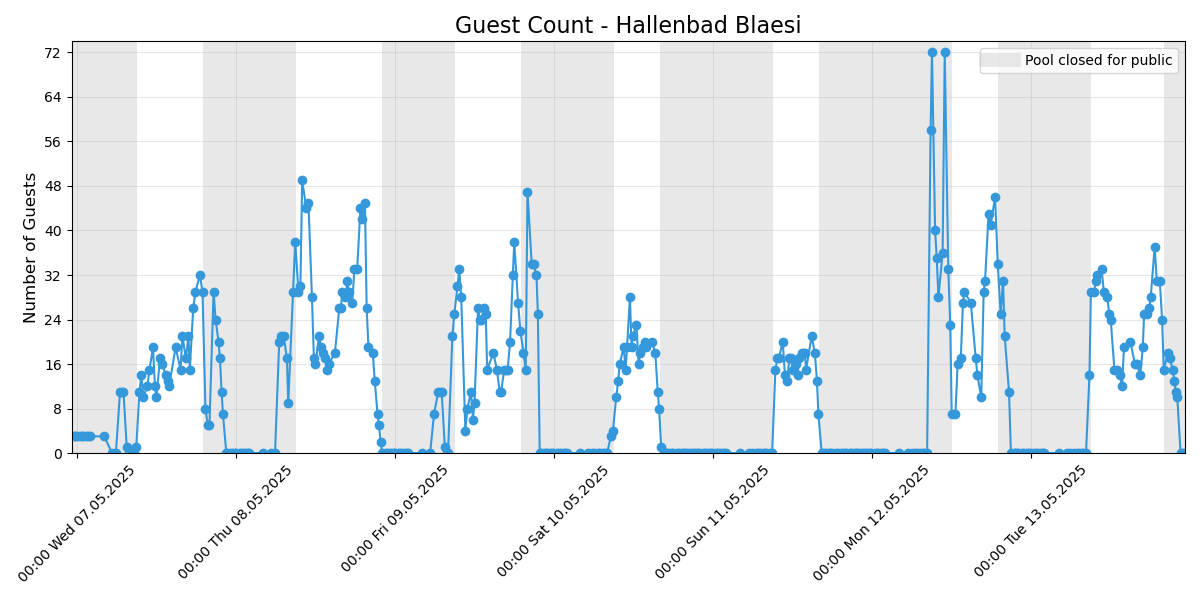 Guest Count - Hallenbad Blaesi
Pool closed for public
Number of Guests
72
64
56
48
40
32
24
16
8
0
00:00 Wed 07.05.2025
00:00 Thu 08.05.2025
00:00 Fri 09.05.2025
00:00 Sat 10.05.2025
00:00 Sun 11.05.2025
00:00 Mon 12.05.2025
00:00 Tue 13.05.2025